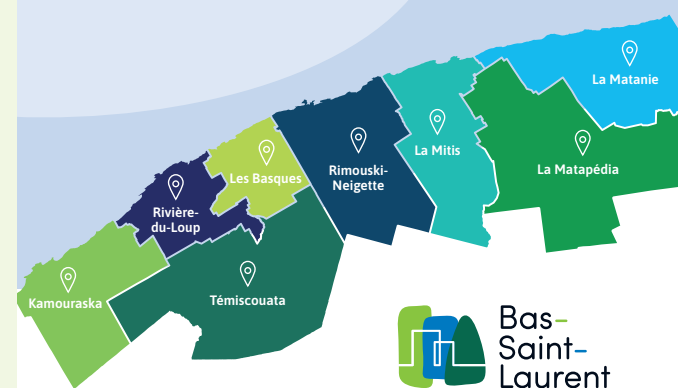 La Matanie
La Mitis
La Matapédia
Les Basques
Rimouski-
Neigette
Rivière-
du-Loup
Kamouraska
Témiscouata
Bas-
Saint-
Laurent